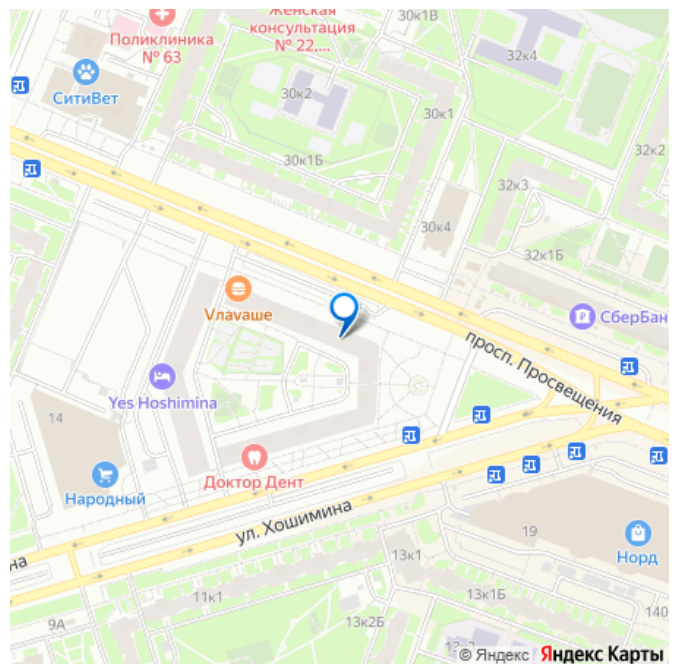 Женская
консультация
№ 22,...
30к1В
Поликлиника
№ 63
32к4
СитиВет
30к2
30к1
30к1Б
32к2
32к3
30к4
32к1Б
Vлаvаше
СберБан
просп. Просвещения
Yes Hoshimina
14
Доктор Дент
Народный
ул. Хошимина
на
19
Норд
13к1
11к1
13к1Б
140
9А
13к2Б
© Яндекс Яндекс Карты